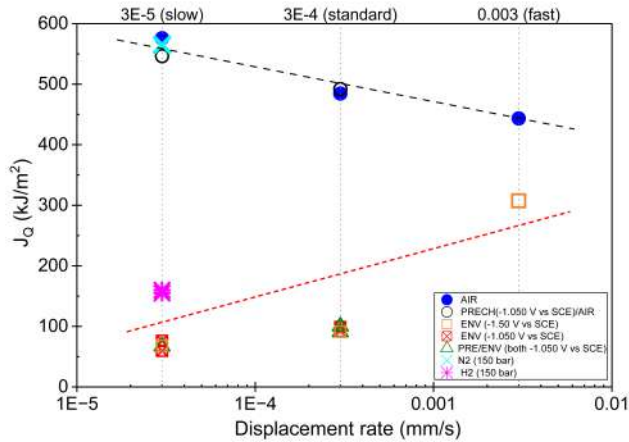 3E-5 (slow) 3E-4 (standard) 0.003 (fast)
600
500
400
300
200
100
0
J_Q (kJ/m²)
1E-5 1E-4 0.001 0.01
Displacement rate (mm/s)
AIR
PRECH(-1.050 V vs SCE)/AIR
ENV (-1.50 V vs SCE)
ENV (-1.050 V vs SCE)
PRE/ENV (both -1.050 V vs SCE)
N2 (150 bar)
H2 (150 bar)